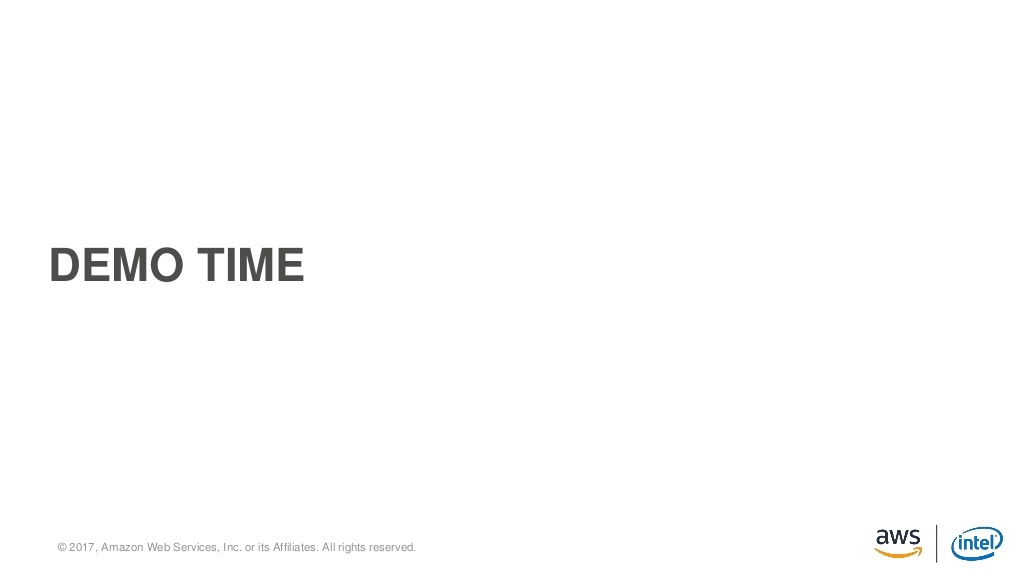 DEMO TIME
© 2017, Amazon Web Services, Inc. or its Affiliates. All rights reserved.
aws
intel